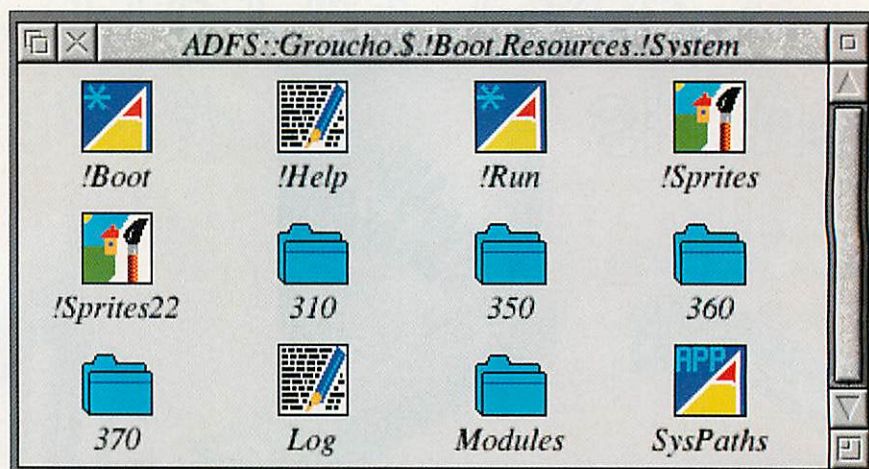 ADFS::Groucho.$.!Boot.Resources.!System
!Boot !Help !Run !Sprites
!Sprites22 310 350 360
APP
370 Log Modules SysPaths